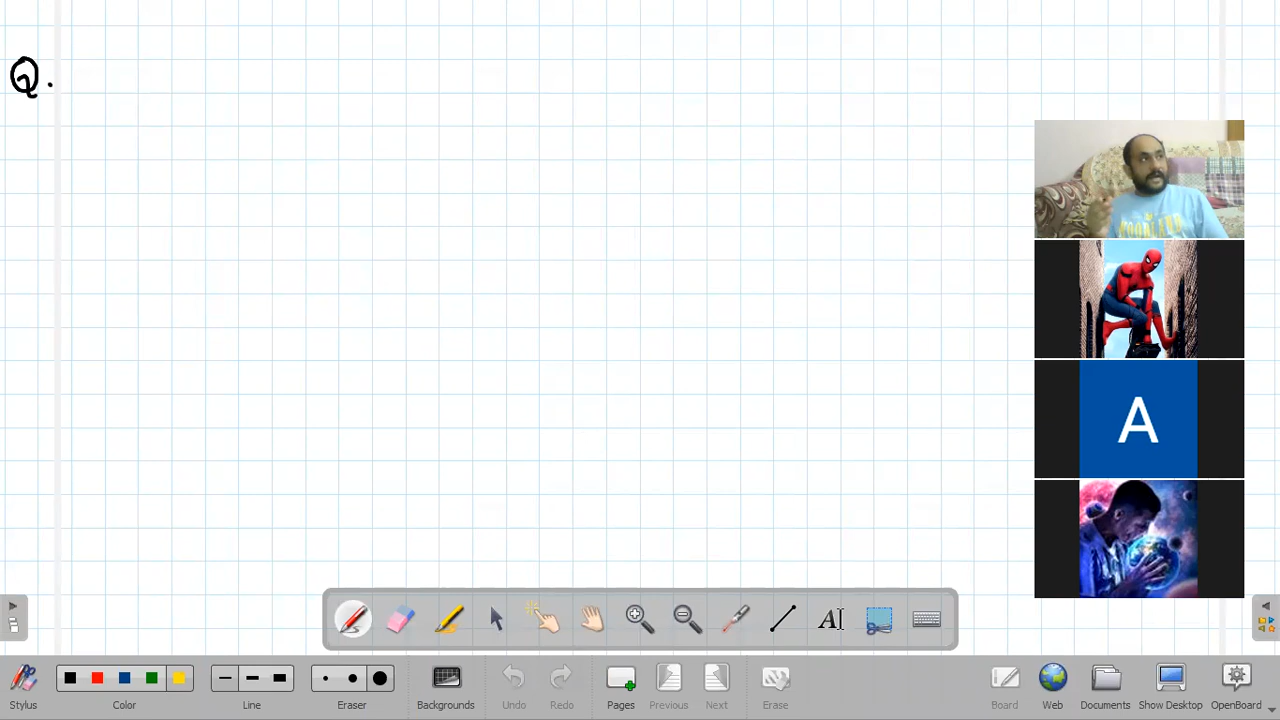 Q.
A
A
Stylus
Color
Line
Eraser
Backgrounds
Undo
Redo
Pages
Previous
Next
Erase
Board
Web
Documents
Show Desktop
OpenBoard